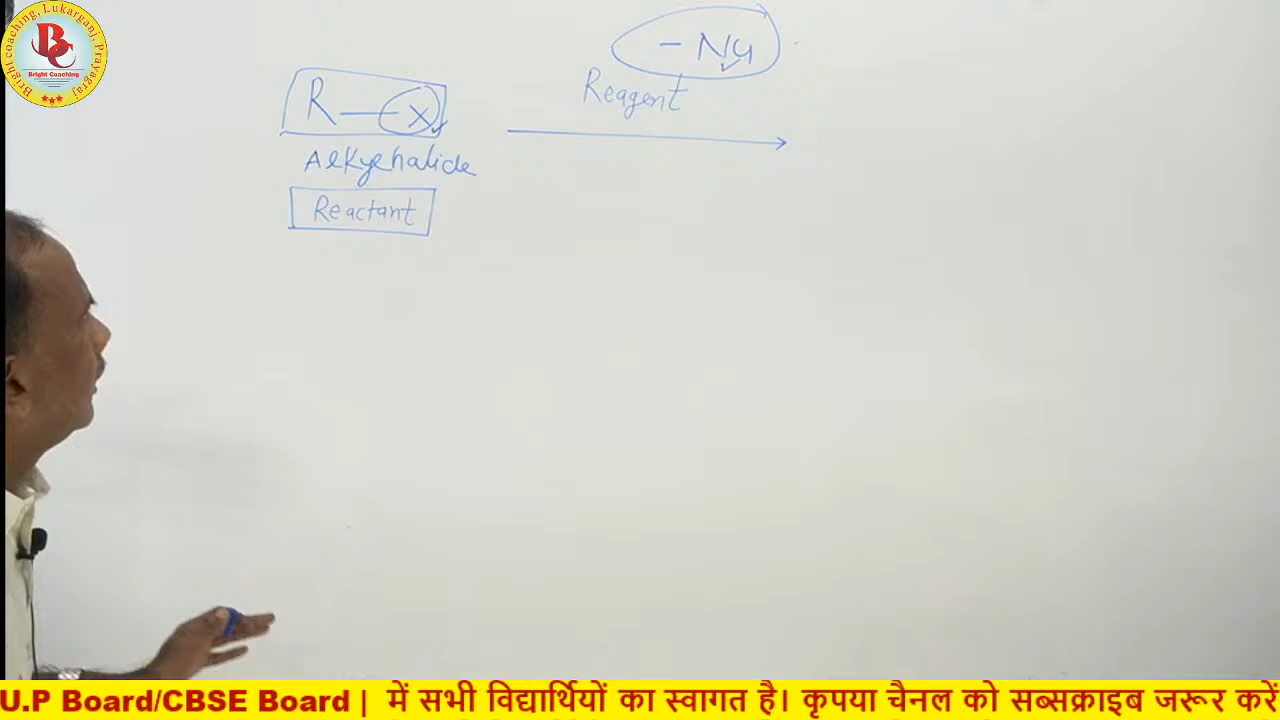 Bright coaching, Lukarganj, Prayagraj
BC
Bright Coaching
- Nu
Reagent
R — X
Alkylhalide
Reactant
U.P Board/CBSE Board | में सभी विद्यार्थियों का स्वागत है। कृपया चैनल को सब्सक्राइब जरूर करें